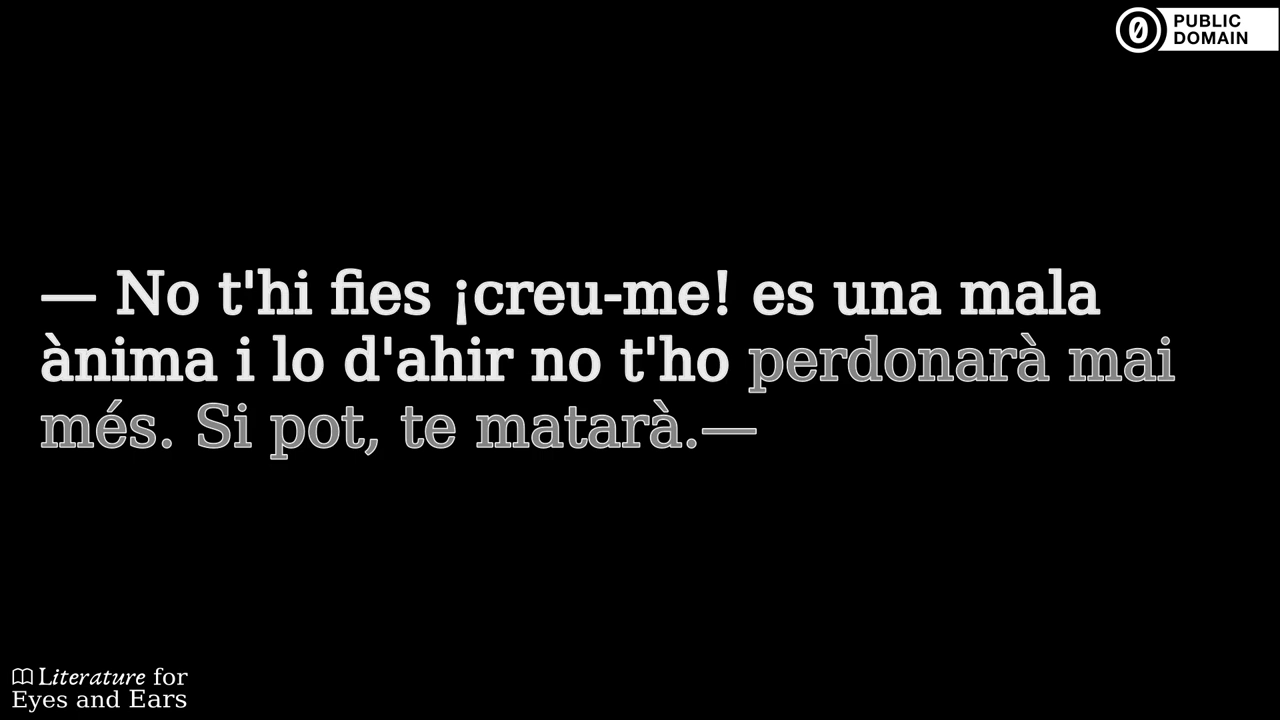 PUBLIC
DOMAIN
— No t'hi fies ¡creu-me! es una mala
ànima i lo d'ahir no t'ho perdonarà mai
més. Si pot, te matarà.—
Literature for
Eyes and Ears